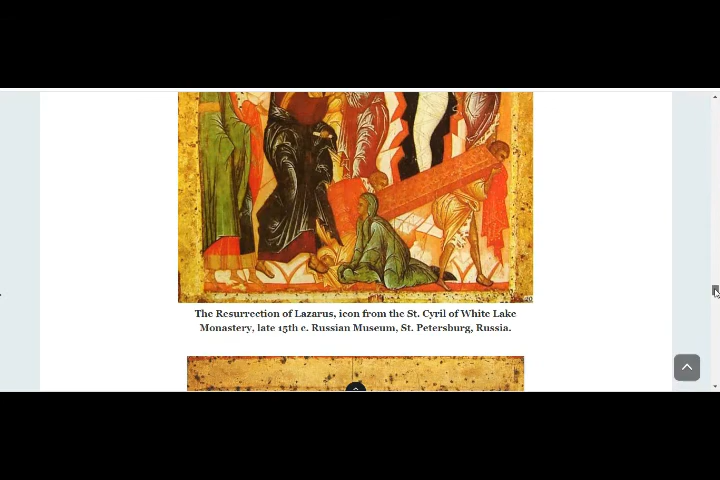 The Resurrection of Lazarus, icon from the St. Cyril of White Lake
Monastery, late 15th c. Russian Museum, St. Petersburg, Russia.